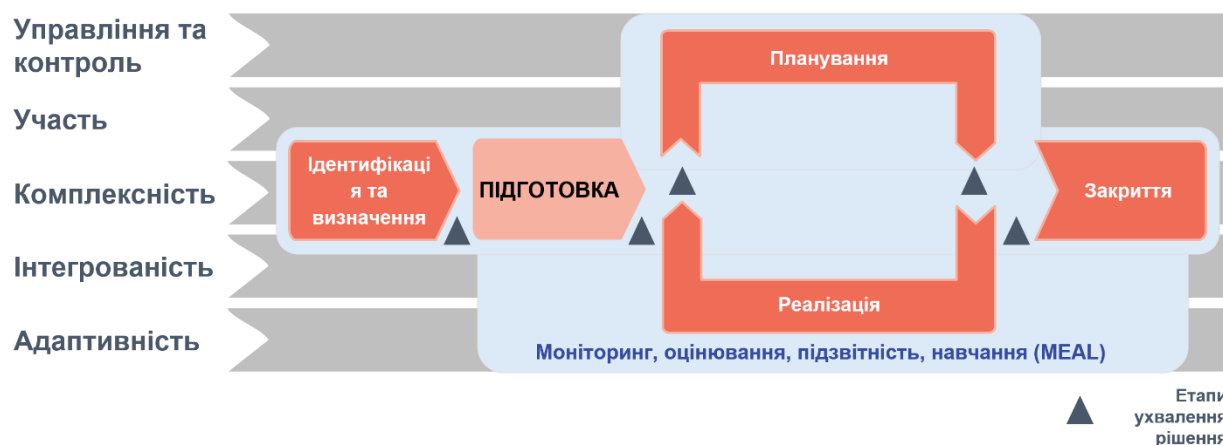 Управління та
контроль
Участь
Комплексність
Інтегрованість
Адаптивність
Ідентифікаці
я та
визначення
ПІДГОТОВКА
Планування
Реалізація
Закриття
Моніторинг, оцінювання, підзвітність, навчання (MEAL)
Етапи
ухвалення
рішення